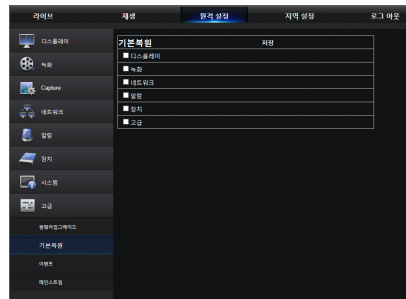 라이브 재생 원격 설정 지역 설정 로그 아웃
디스플레이
녹화
Capture
네트워크
알람
장치
시스템
고급
펌웨어업그레이드
기본복원
이벤트
메인스트림
기본복원 저장
디스플레이
녹화
네트워크
알람
장치
고급